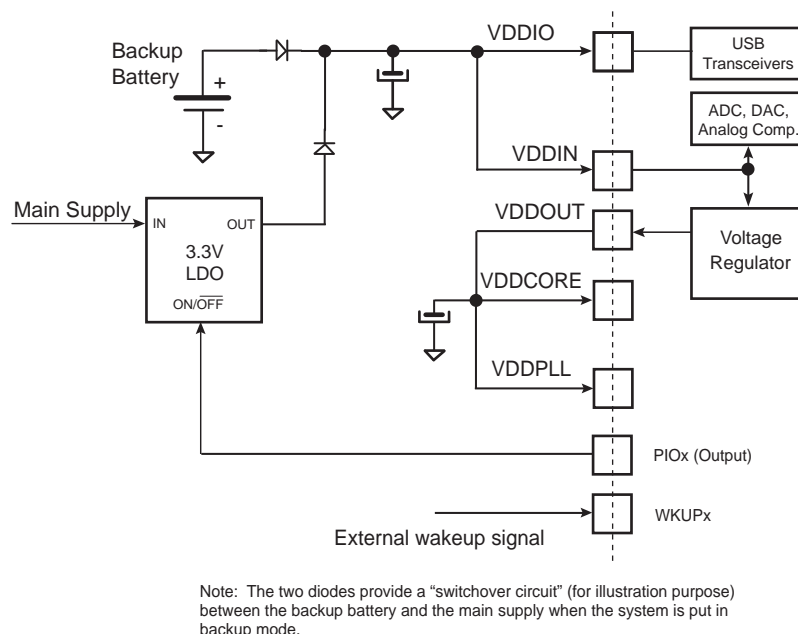 Backup
Battery
+
-
VDDIO
USB
Transceivers
ADC, DAC,
Analog Comp.
VDDIN
Main Supply
IN
OUT
3.3V
LDO
ON/OFF
VDDOUT
Voltage
Regulator
VDDCORE
VDDPLL
PIOx (Output)
WKUPx
External wakeup signal
Note: The two diodes provide a “switchover circuit” (for illustration purpose)
between the backup battery and the main supply when the system is put in
backup mode.